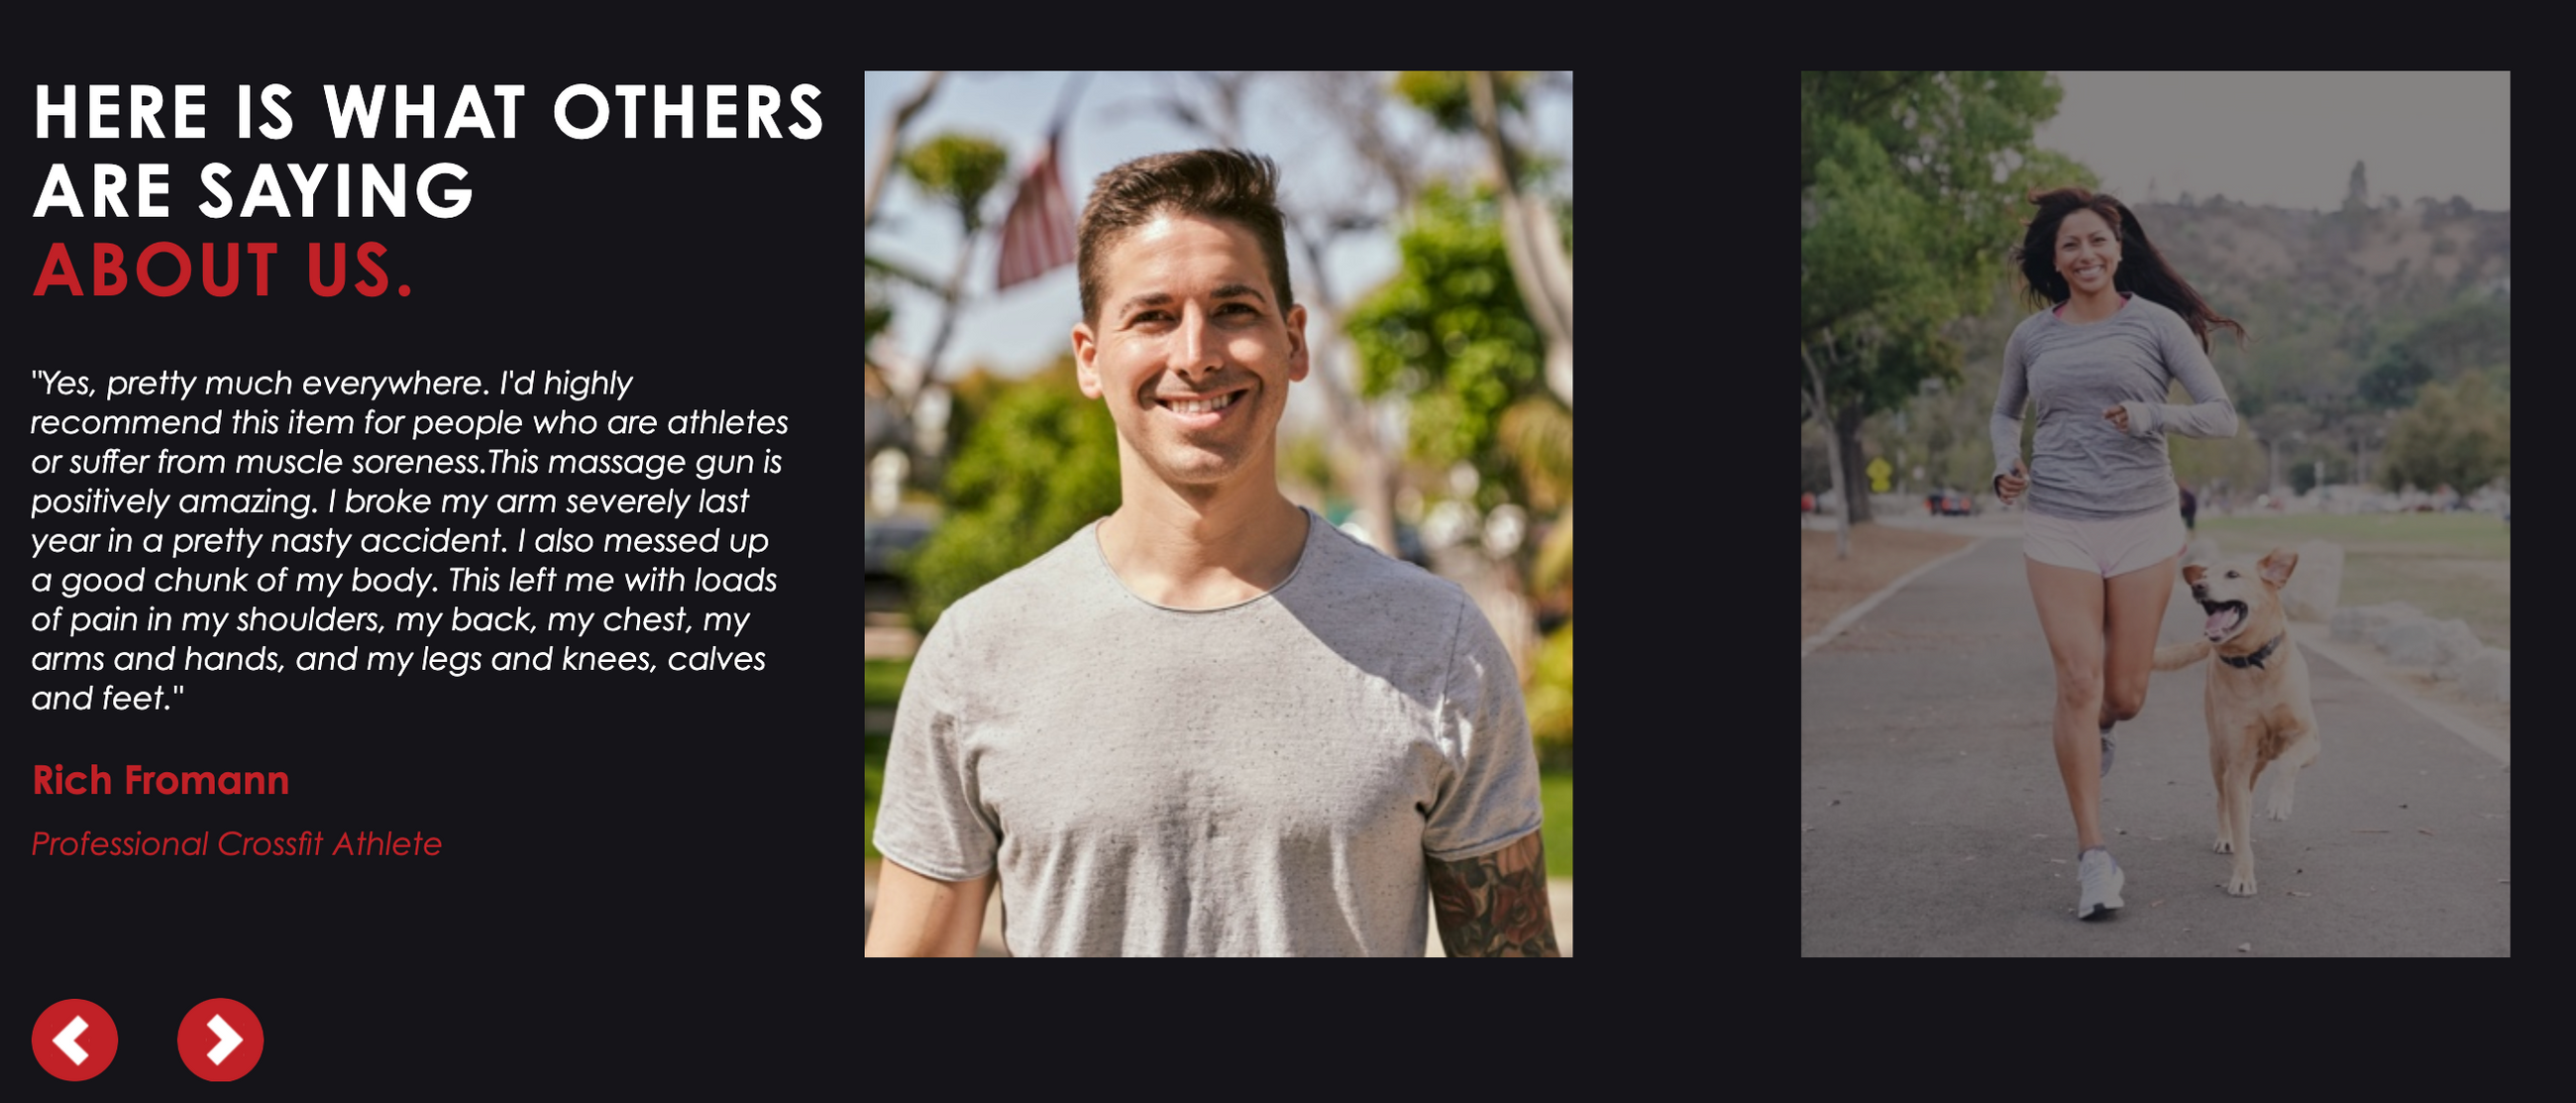 HERE IS WHAT OTHERS
ARE SAYING
ABOUT US.
"Yes, pretty much everywhere. I'd highly
recommend this item for people who are athletes
or suffer from muscle soreness.This massage gun is
positively amazing. I broke my arm severely last
year in a pretty nasty accident. I also messed up
a good chunk of my body. This left me with loads
of pain in my shoulders, my back, my chest, my
arms and hands, and my legs and knees, calves
and feet."
Rich Fromann
Professional Crossfit Athlete